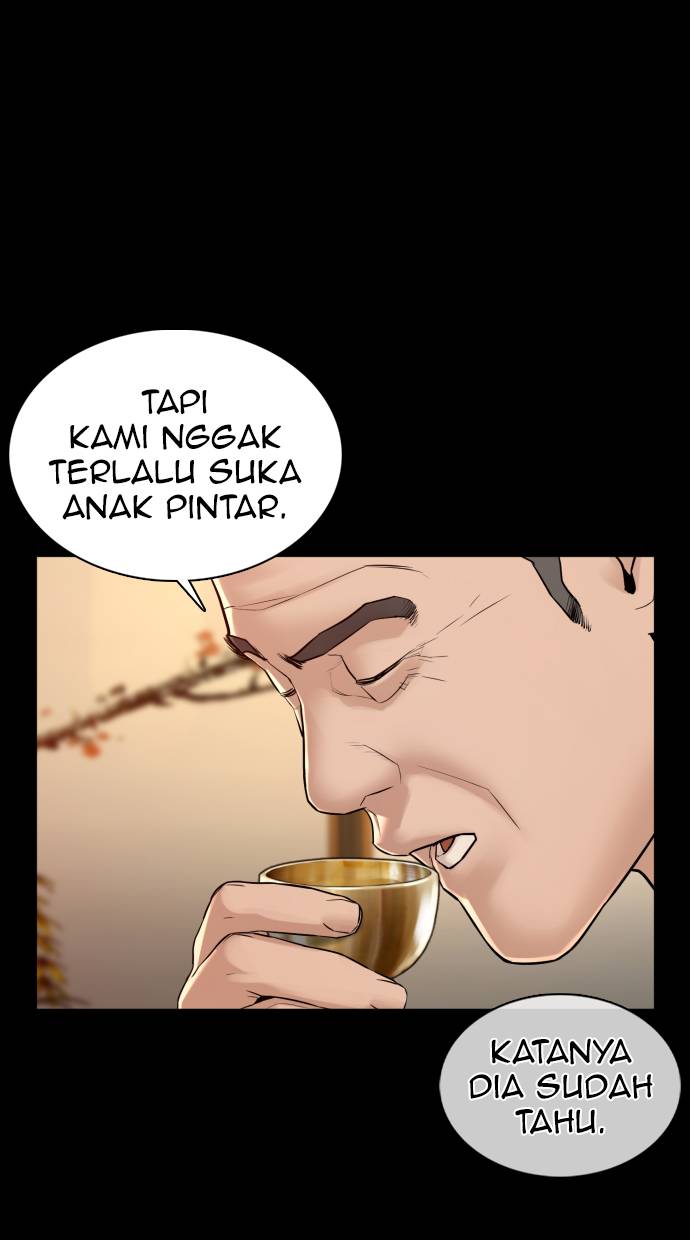 TAPI
KAMI NGGAK
TERLALU SUKA
ANAK PINTAR.
KATANYA
DIA SUDAH
TAHU.